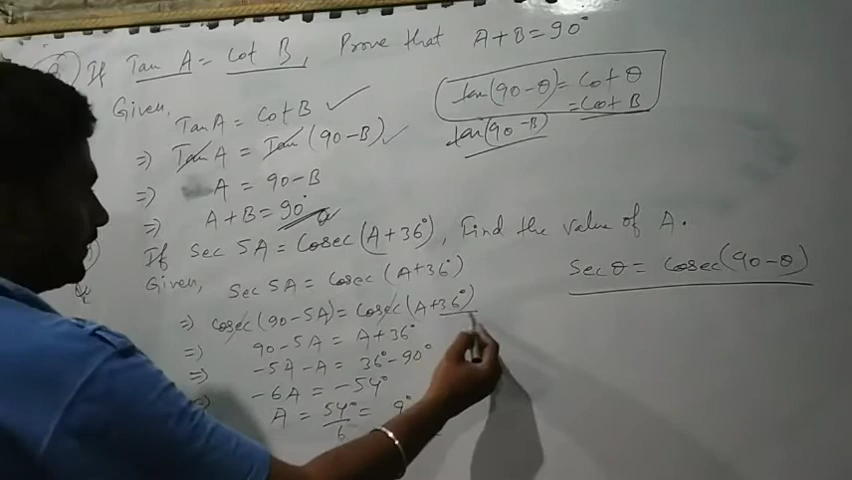 If Tan A = Cot B, Prove that A+B = 90°
Given,
Tan A = Cot B
tan(90-θ) = Cot θ
= Cot B
tan(90-B)
=> Tan A = Tan (90-B)
=> A = 90-B
=> A+B = 90°
If Sec 5A = Cosec (A+36°), Find the value of A.
Given, Sec 5A = Cosec (A+36°)
Sec θ = Cosec (90-θ)
=> Cosec (90-5A) = Cosec (A+36°)
=> 90-5A = A+36°
=> -5A-A = 36°-90°
=> -6A = -54°
A = 54°/6 = 9°